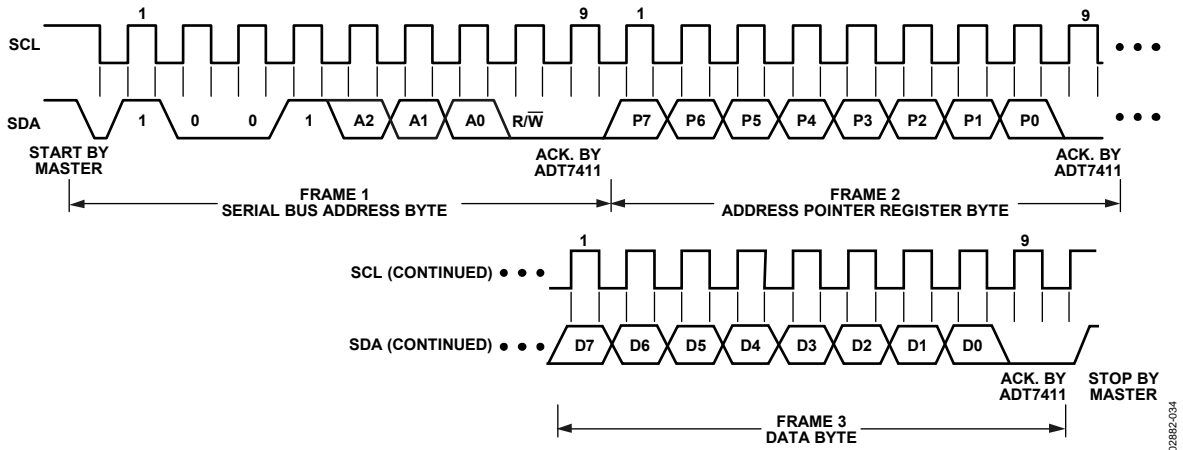 1 9 1 9
SCL
SDA 1 0 0 1 A2 A1 A0 R/W̅ P7 P6 P5 P4 P3 P2 P1 P0
START BY
MASTER
ACK. BY
ADT7411
ACK. BY
ADT7411
FRAME 1
SERIAL BUS ADDRESS BYTE
FRAME 2
ADDRESS POINTER REGISTER BYTE
1 9
SCL (CONTINUED)
SDA (CONTINUED) D7 D6 D5 D4 D3 D2 D1 D0
ACK. BY
ADT7411
STOP BY
MASTER
FRAME 3
DATA BYTE
02882-034